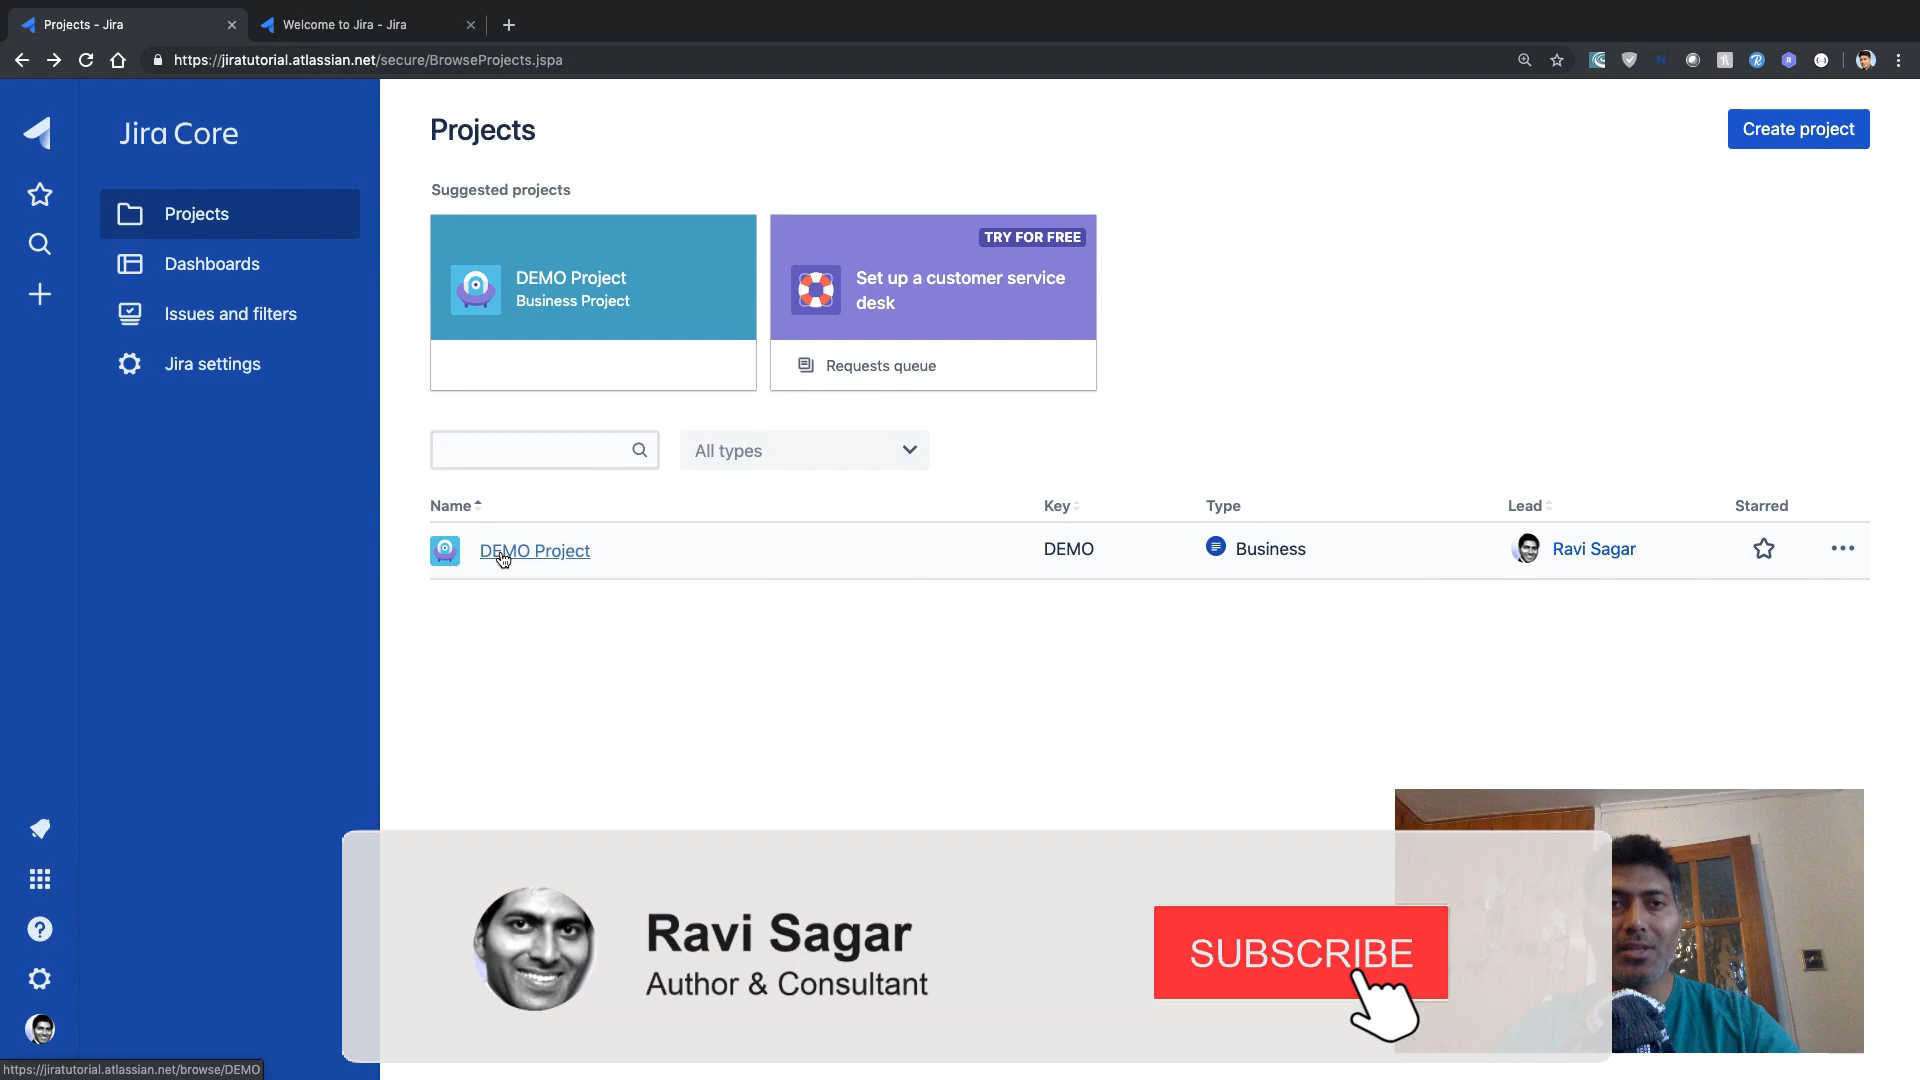 Projects - Jira
Welcome to Jira - Jira
https://jiratutorial.atlassian.net/secure/BrowseProjects.jspa
Jira Core
Projects
Dashboards
Issues and filters
Jira settings
Projects
Create project
Suggested projects
DEMO Project
Business Project
TRY FOR FREE
Set up a customer service
desk
Requests queue
All types
Name
Key
Type
Lead
Starred
DEMO Project
DEMO
Business
Ravi Sagar
Ravi Sagar
Author & Consultant
SUBSCRIBE
https://jiratutorial.atlassian.net/browse/DEMO